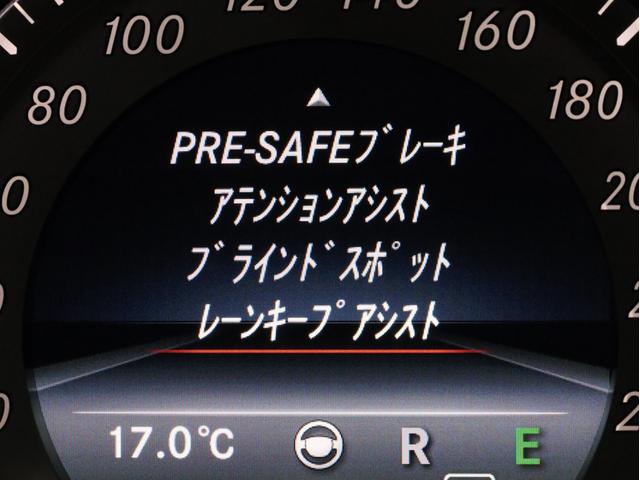 120 140
100 160
80 180
PRE-SAFEﾌﾞﾚｰｷ
ｱﾃﾝｼｮﾝｱｼｽﾄ
ﾌﾞﾗｲﾝﾄﾞｽﾎﾟｯﾄ
ﾚｰﾝｷｰﾌﾟｱｼｽﾄ
17.0℃ R E